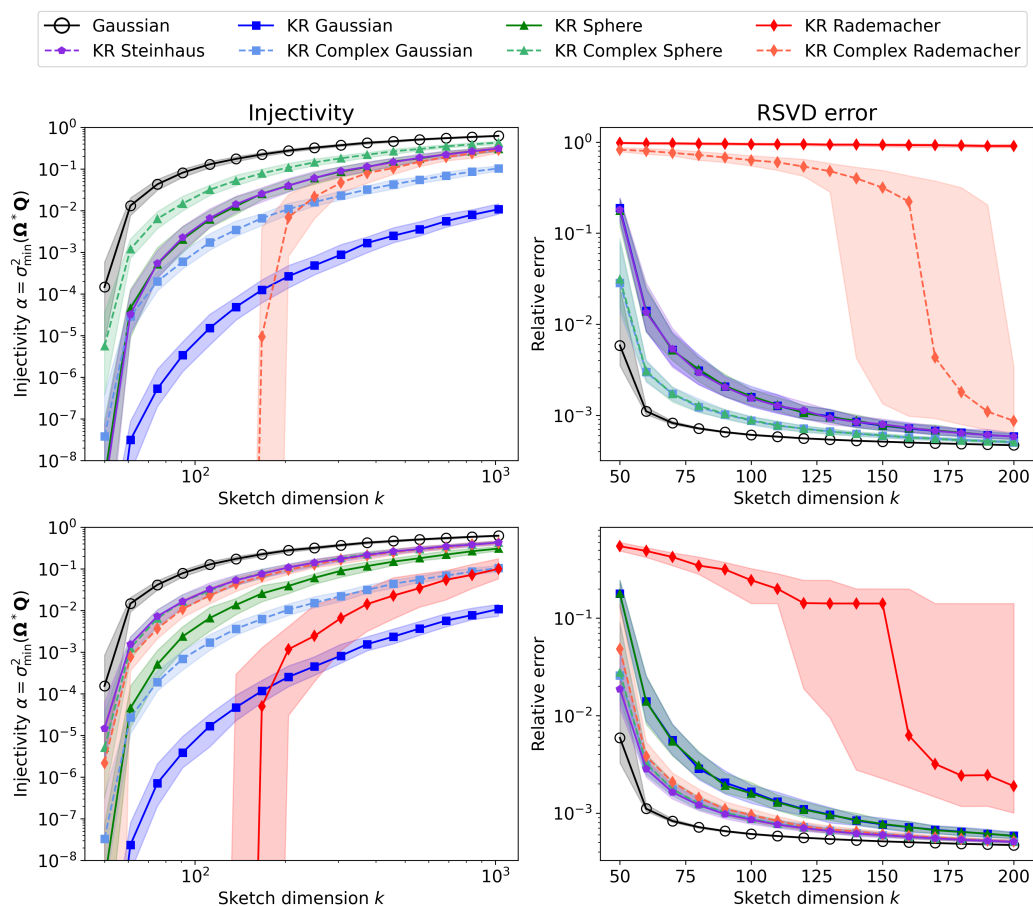 Gaussian KR Gaussian KR Sphere KR Rademacher
KR Steinhaus KR Complex Gaussian KR Complex Sphere KR Complex Rademacher
Injectivity
Injectivity α = σ²min(Ω*Q)
10⁰
10⁻¹
10⁻²
10⁻³
10⁻⁴
10⁻⁵
10⁻⁶
10⁻⁷
10⁻⁸
10² 10³
Sketch dimension k
RSVD error
Relative error
10⁰
10⁻¹
10⁻²
10⁻³
50 75 100 125 150 175 200
Sketch dimension k
Injectivity α = σ²min(Ω*Q)
10⁰
10⁻¹
10⁻²
10⁻³
10⁻⁴
10⁻⁵
10⁻⁶
10⁻⁷
10⁻⁸
10² 10³
Sketch dimension k
Relative error
10⁻¹
10⁻²
10⁻³
50 75 100 125 150 175 200
Sketch dimension k